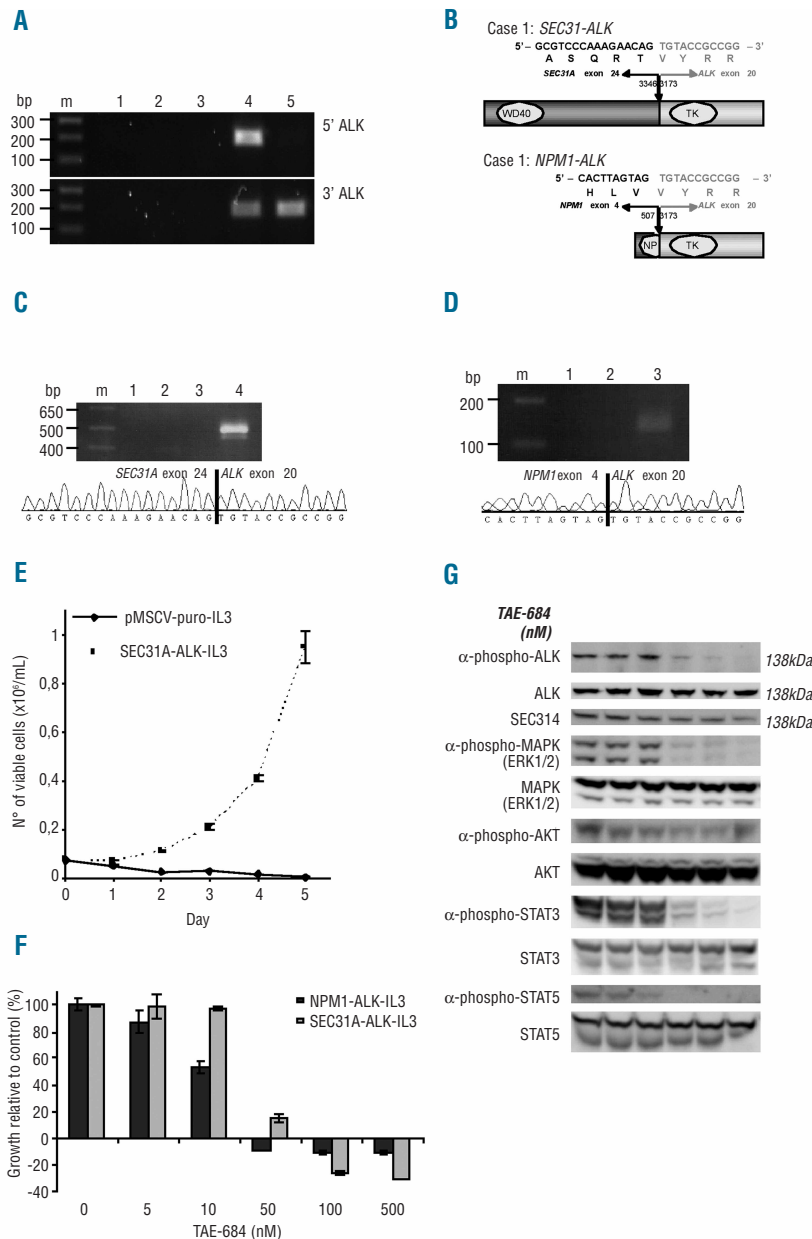 A
bp m 1 2 3 4 5
300
200
100
5' ALK
300
200
100
3' ALK
B
Case 1: SEC31-ALK
5' – GCGTCCCAAAGAACAG TGTACCGCCGG – 3'
A S Q R T V Y R R
SEC31A exon 24 ALK exon 20
3346 3173
WD40 TK
Case 1: NPM1-ALK
5' – CACTTAGTAG TGTACCGCCGG – 3'
H L V V Y R R
NPM1 exon 4 ALK exon 20
507 3173
NP TK
C
bp m 1 2 3 4
650
500
400
SEC31A exon 24 ALK exon 20
G C G T C C C A A A G A A C A G T G T A C C G C C G G
D
m 1 2 3
200
100
NPM1 exon 4 ALK exon 20
C A C T T A G T A G T G T A C C G C C G G
E
pMSCV-puro-IL3
SEC31A-ALK-IL3
N° of viable cells (x10⁶/mL)
1
0,8
0,6
0,4
0,2
0
0 1 2 3 4 5
Day
F
NPM1-ALK-IL3
SEC31A-ALK-IL3
Growth relative to control (%)
100
80
60
40
20
0
-20
-40
0 5 10 50 100 500
TAE-684 (nM)
G
TAE-684
(nM)
α-phospho-ALK 138kDa
ALK 138kDa
SEC314 138kDa
α-phospho-MAPK
(ERK1/2)
MAPK
(ERK1/2)
α-phospho-AKT
AKT
α-phospho-STAT3
STAT3
α-phospho-STAT5
STAT5